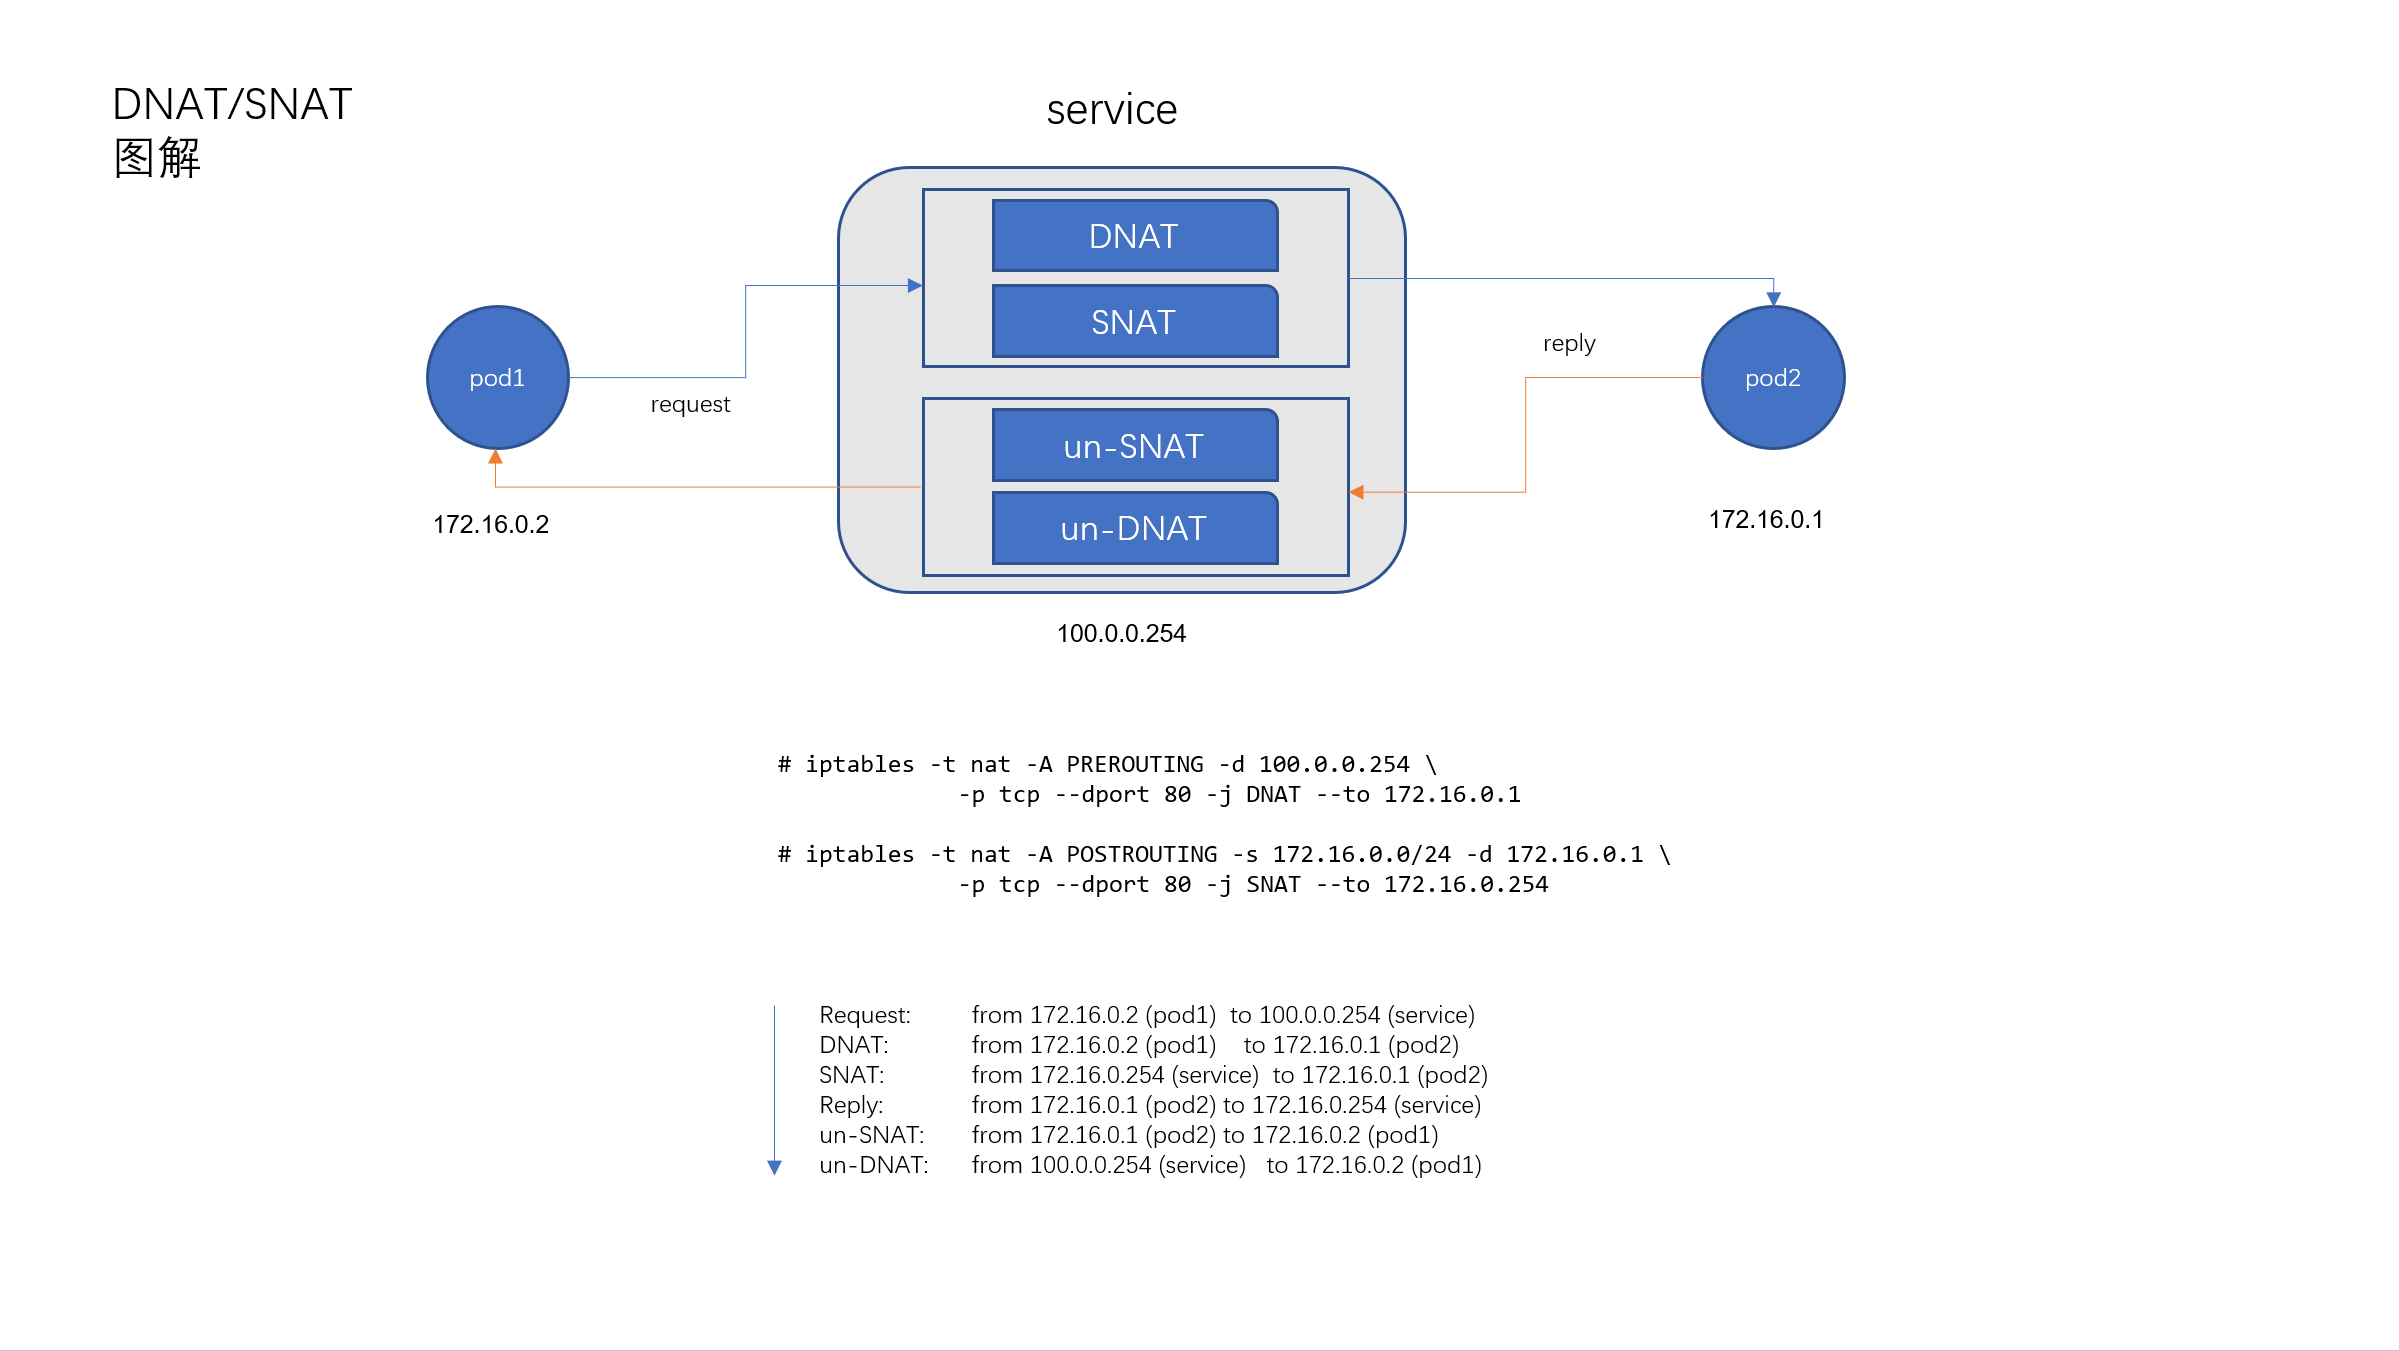 DNAT/SNAT
图解
service
DNAT
SNAT
pod1
request
reply
pod2
un-SNAT
un-DNAT
172.16.0.2
172.16.0.1
100.0.0.254
# iptables -t nat -A PREROUTING -d 100.0.0.254 \
-p tcp --dport 80 -j DNAT --to 172.16.0.1
# iptables -t nat -A POSTROUTING -s 172.16.0.0/24 -d 172.16.0.1 \
-p tcp --dport 80 -j SNAT --to 172.16.0.254
Request: from 172.16.0.2 (pod1) to 100.0.0.254 (service)
DNAT: from 172.16.0.2 (pod1) to 172.16.0.1 (pod2)
SNAT: from 172.16.0.254 (service) to 172.16.0.1 (pod2)
Reply: from 172.16.0.1 (pod2) to 172.16.0.254 (service)
un-SNAT: from 172.16.0.1 (pod2) to 172.16.0.2 (pod1)
un-DNAT: from 100.0.0.254 (service) to 172.16.0.2 (pod1)